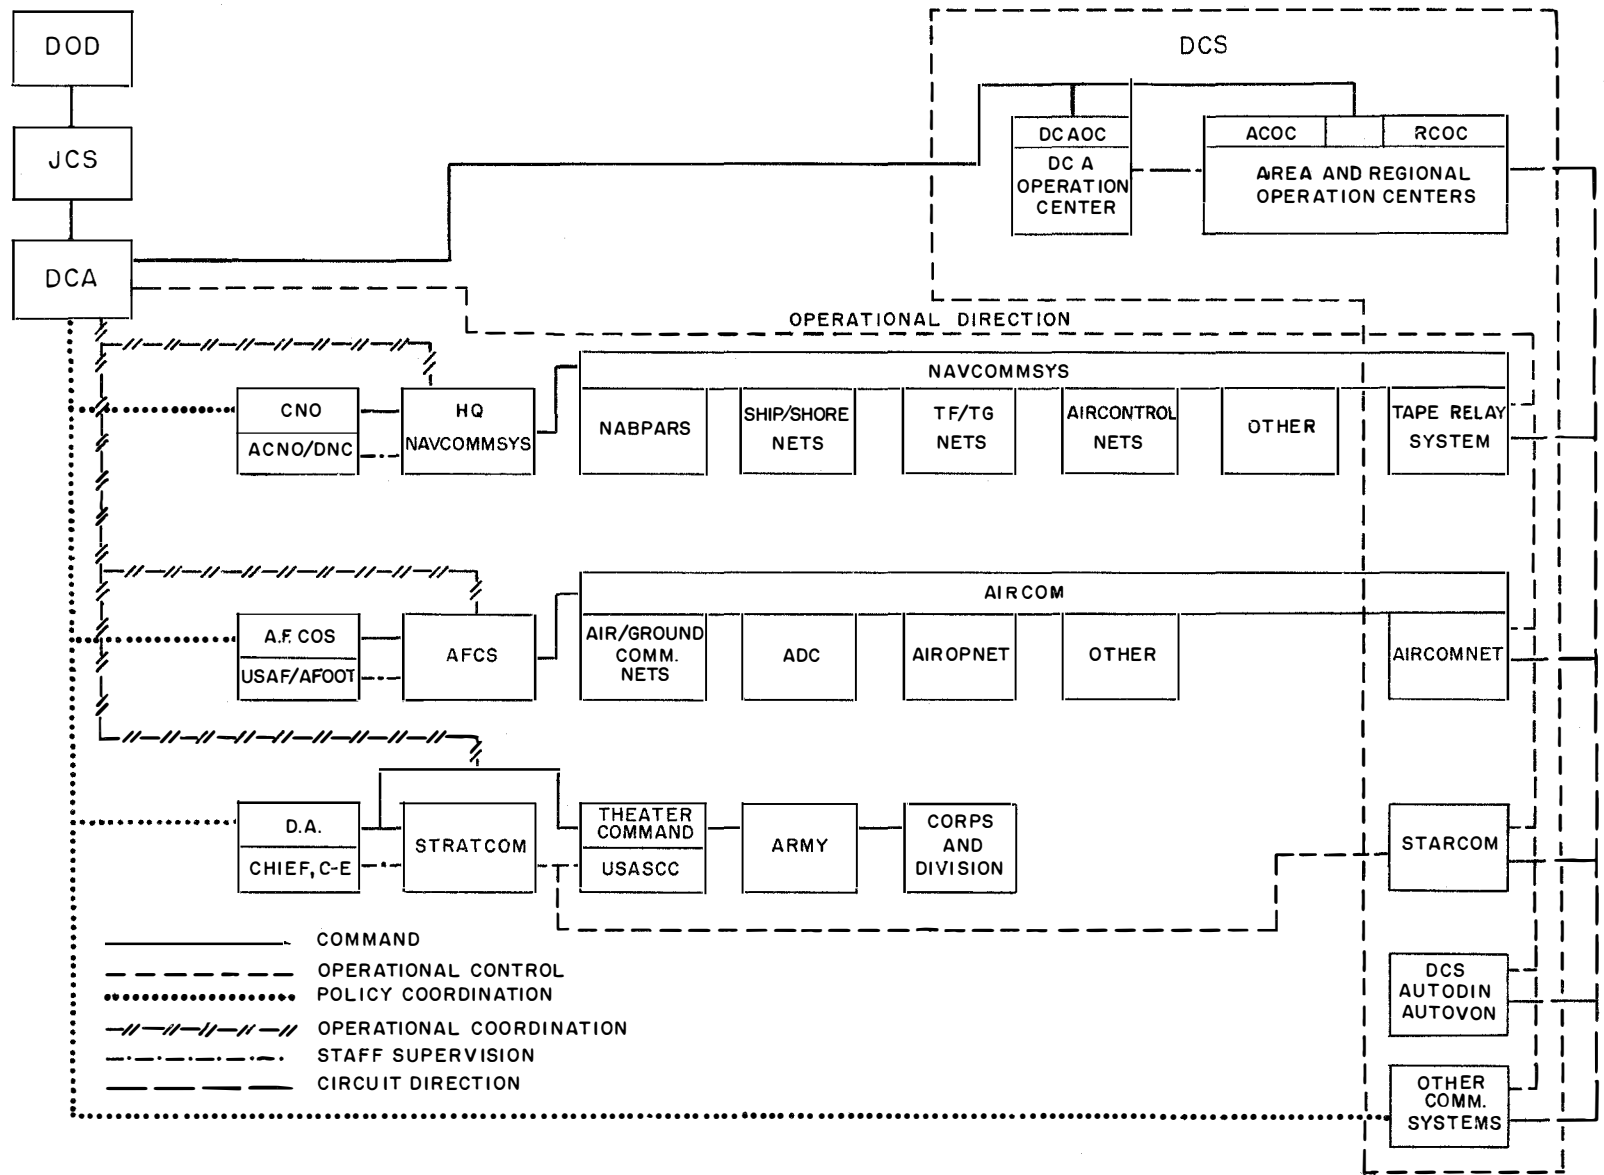 DOD
DCS
JCS
DCAOC
DCA
OPERATION
CENTER
ACOC
RCOC
AREA AND REGIONAL
OPERATION CENTERS
DCA
OPERATIONAL DIRECTION
NAVCOMMSYS
CNO
ACNO/DNC
HQ
NAVCOMMSYS
NABPARS
SHIP/SHORE
NETS
TF/TG
NETS
AIRCONTROL
NETS
OTHER
TAPE RELAY
SYSTEM
AIRCOM
A.F. COS
USAF/AFOOT
AFCS
AIR/GROUND
COMM.
NETS
ADC
AIROPNET
OTHER
AIRCOMNET
D.A.
CHIEF, C-E
STRATCOM
THEATER
COMMAND
USASCC
ARMY
CORPS
AND
DIVISION
STARCOM
COMMAND
OPERATIONAL CONTROL
POLICY COORDINATION
OPERATIONAL COORDINATION
STAFF SUPERVISION
CIRCUIT DIRECTION
DCS
AUTODIN
AUTOVON
OTHER
COMM.
SYSTEMS